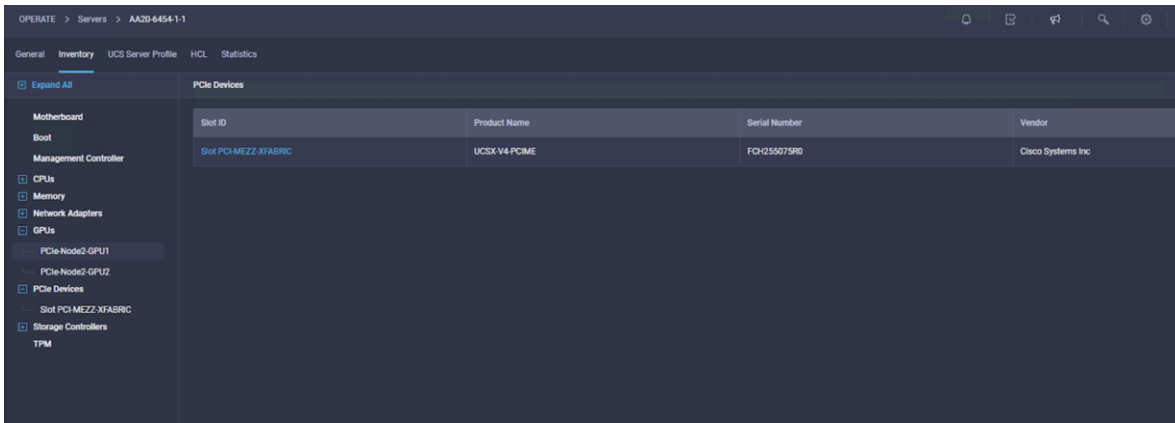 OPERATE > Servers > AA20-6454-1-1
General Inventory UCS Server Profile HCL Statistics
Expand All
Motherboard
Boot
Management Controller
CPUs
Memory
Network Adapters
GPUs
PCIe-Node2-GPU1
PCIe-Node2-GPU2
PCIe Devices
Slot PCI-MEZZ-XFABRIC
Storage Controllers
TPM
PCIe Devices
Slot ID Product Name Serial Number Vendor
Slot PCI-MEZZ-XFABRIC UCSX-V4-PCIME FCH255075R0 Cisco Systems Inc